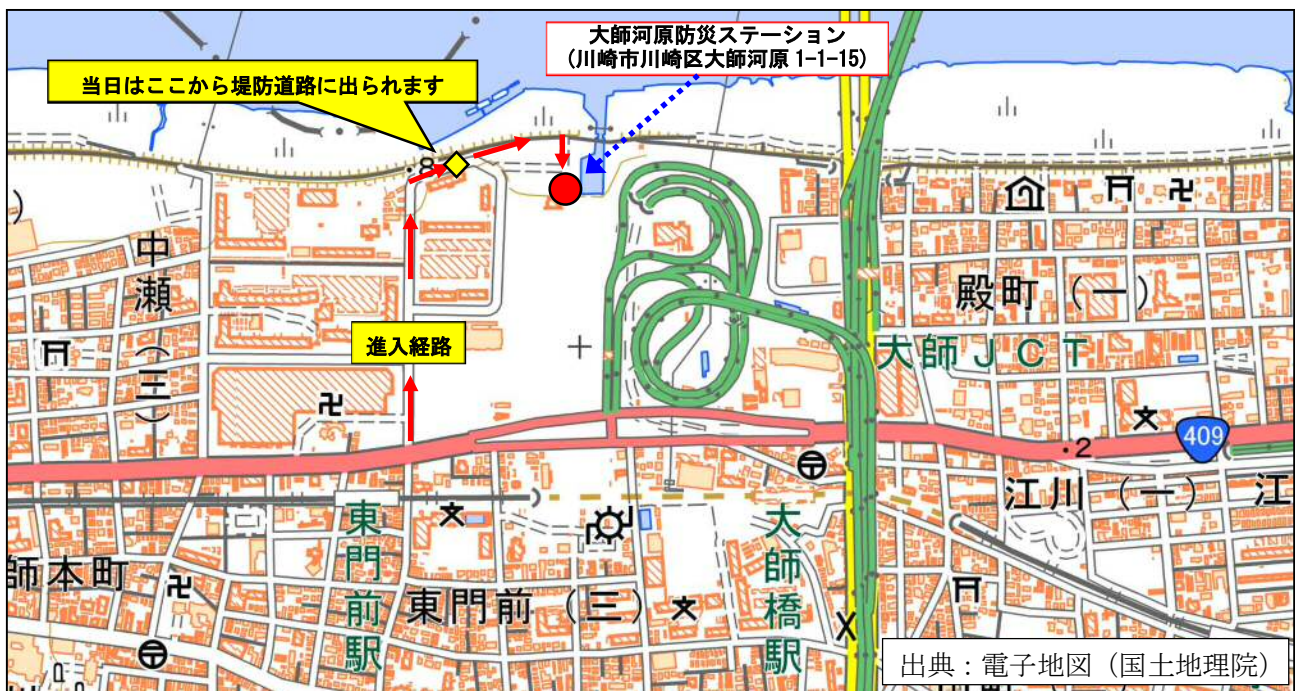 大師河原防災ステーション
(川崎市川崎区大師河原 1-1-15)
当日はここから堤防道路に出られます
進入経路
中瀬(三)
殿町(一)
大師JCT
409
・2
江川(一)
江
東門前駅
東門前(三)
大師橋駅
師本町
出典:電子地図(国土地理院)